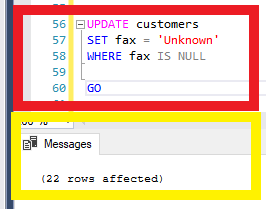 56 UPDATE customers
57 SET fax = 'Unknown'
58 WHERE fax IS NULL
59
60 GO
Messages
(22 rows affected)